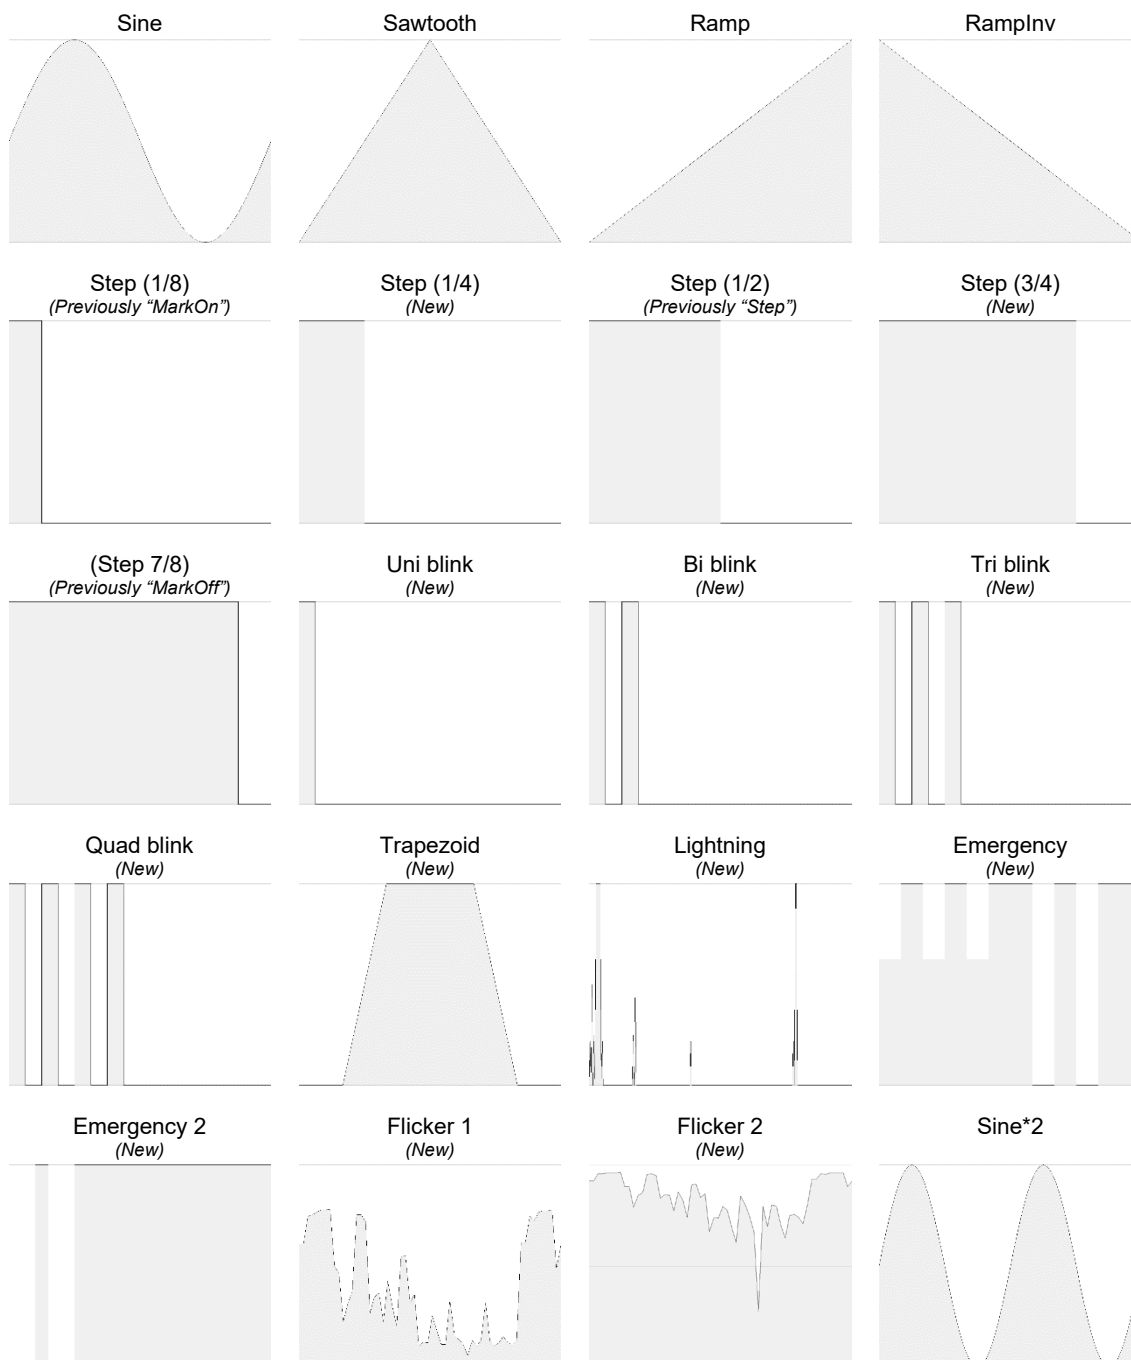 Sine
Sawtooth
Ramp
RampInv
Step (1/8)
(Previously “MarkOn”)
Step (1/4)
(New)
Step (1/2)
(Previously “Step”)
Step (3/4)
(New)
(Step 7/8)
(Previously “MarkOff”)
Uni blink
(New)
Bi blink
(New)
Tri blink
(New)
Quad blink
(New)
Trapezoid
(New)
Lightning
(New)
Emergency
(New)
Emergency 2
(New)
Flicker 1
(New)
Flicker 2
(New)
Sine*2